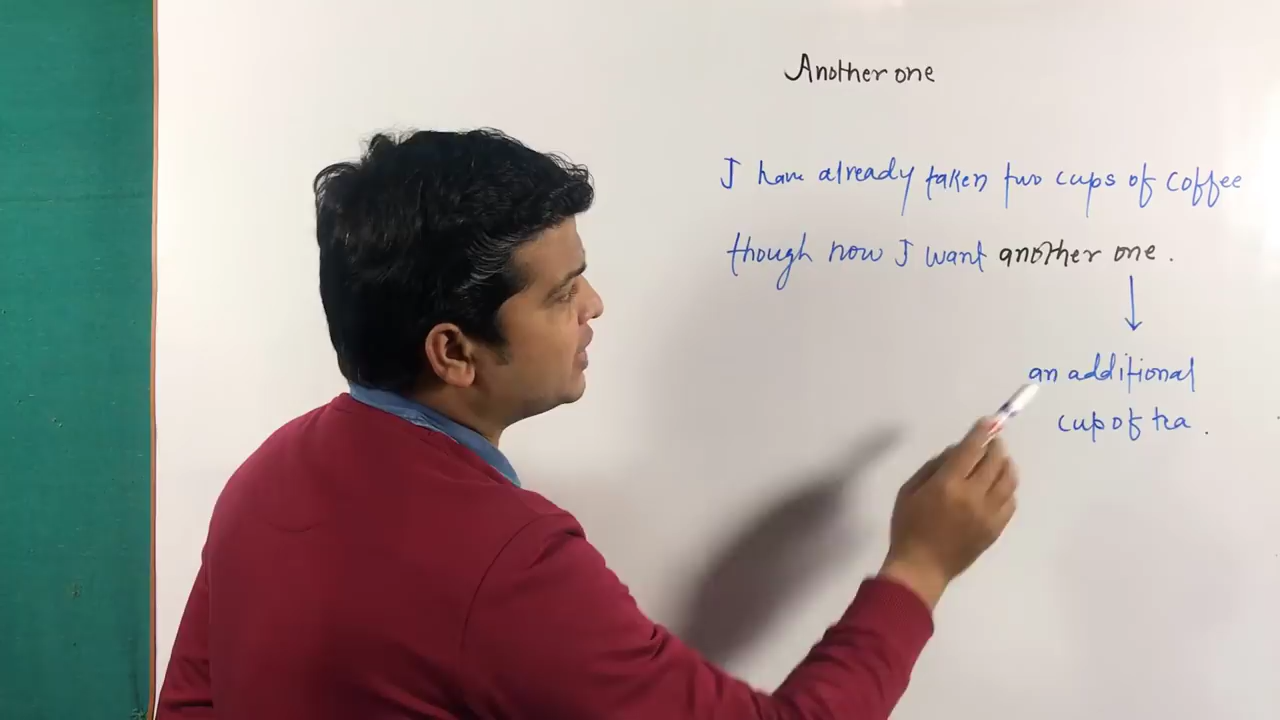 Another one
I have already taken two cups of coffee
though now I want another one.
an additional
cup of tea.